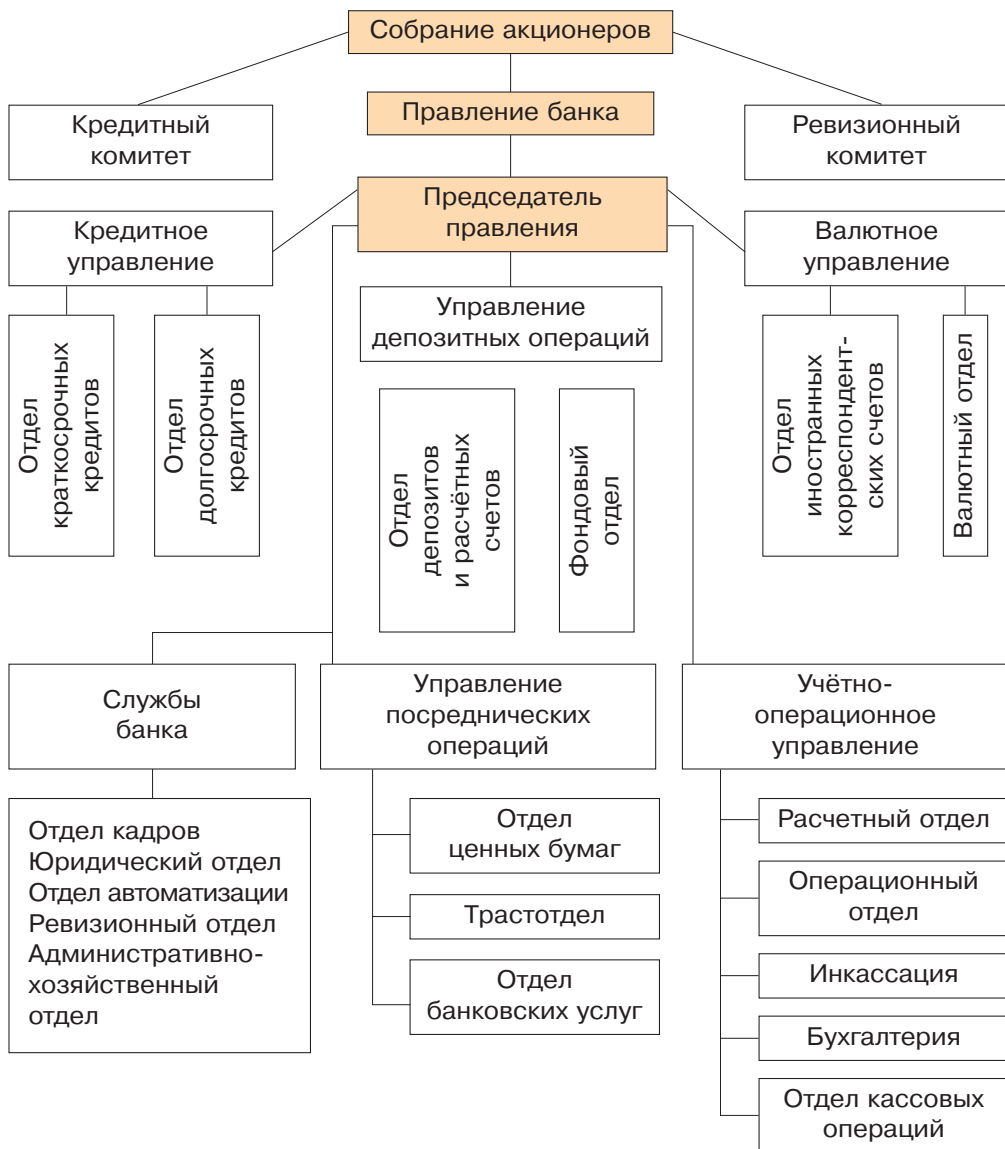 Собрание акционеров
Кредитный
комитет
Правление банка
Ревизионный
комитет
Председатель
правления
Кредитное
управление
Валютное
управление
Управление
депозитных операций
Отдел
краткосрочных
кредитов
Отдел
долгосрочных
кредитов
Отдел
депозитов
и расчётных
счетов
Фондовый
отдел
Отдел
иностранных
корреспондент-
ских счетов
Валютный отдел
Службы
банка
Управление
посреднических
операций
Учётно-
операционное
управление
Отдел кадров
Юридический отдел
Отдел автоматизации
Ревизионный отдел
Административно-
хозяйственный
отдел
Отдел
ценных бумаг
Трастотдел
Отдел
банковских услуг
Расчетный отдел
Операционный
отдел
Инкассация
Бухгалтерия
Отдел кассовых
операций